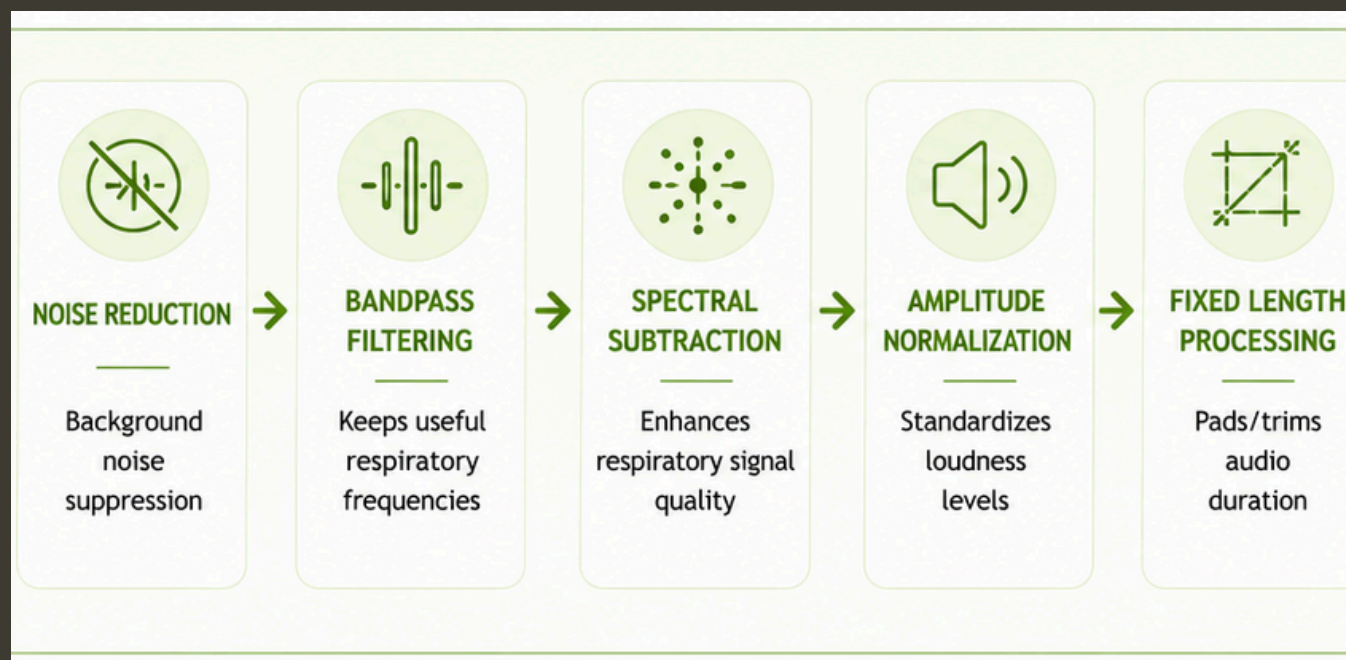 NOISE REDUCTION
Background
noise
suppression
BANDPASS
FILTERING
Keeps useful
respiratory
frequencies
SPECTRAL
SUBTRACTION
Enhances
respiratory signal
quality
AMPLITUDE
NORMALIZATION
Standardizes
loudness
levels
FIXED LENGTH
PROCESSING
Pads/trims
audio
duration